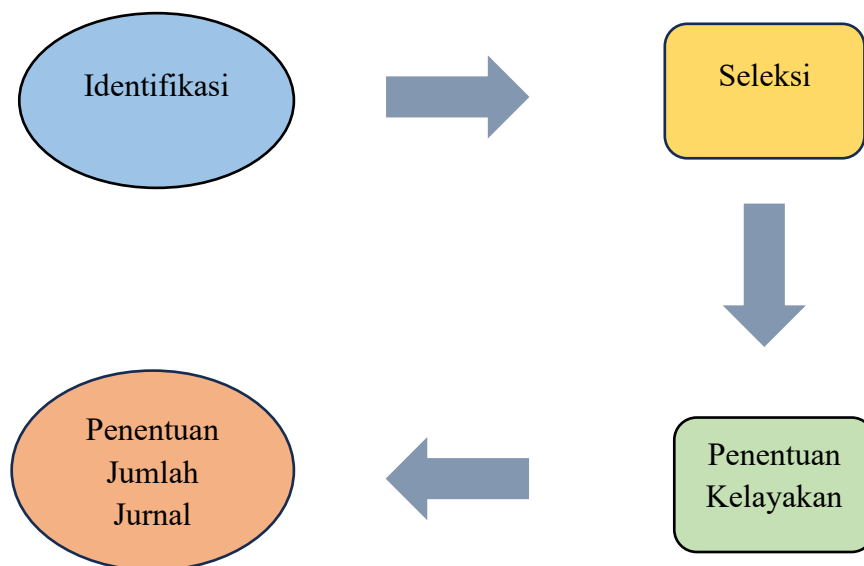 Identifikasi
Seleksi
Penentuan
Kelayakan
Penentuan
Jumlah
Jurnal